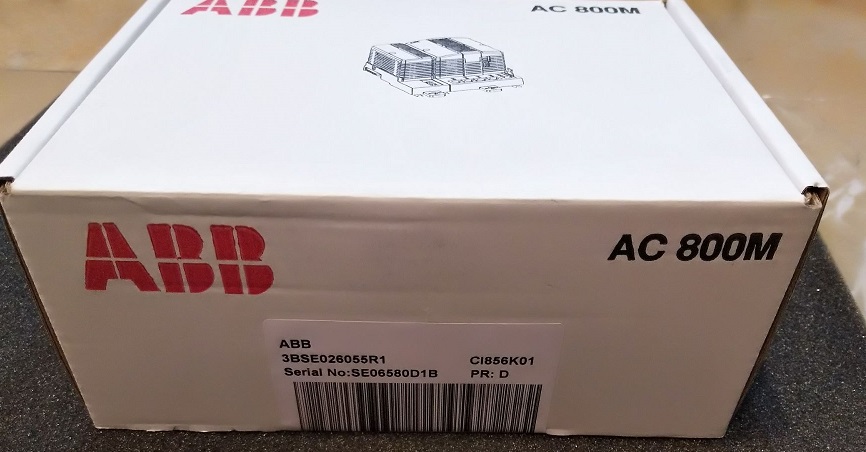 ABB AC 800M
ABB AC 800M
ABB
3BSE026055R1 CI856K01
Serial No:SE06580D1B PR: D